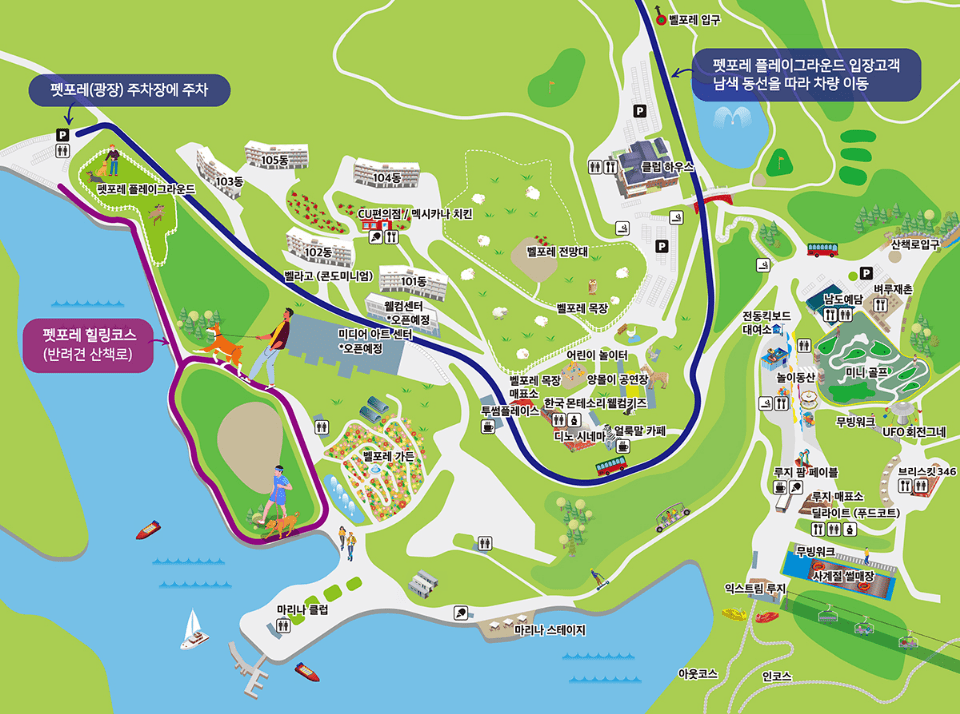 벨포레 입구
펫포레 플레이그라운드 입장고객
남색 동선을 따라 차량 이동
펫포레(광장) 주차장에 주차
P
P
105동
103동
104동
클럽 하우스
펫포레 플레이그라운드
CU편의점 / 멕시카나 치킨
102동
벨포레 전망대
P
산책로입구
벨라고 (콘도미니엄)
101동
P
벼루재촌
남도예담
웰컴센터
*오픈예정
벨포레 목장
전동킥보드
대여소
펫포레 힐링코스
(반려견 산책로)
미디어 아트 센터
*오픈예정
어린이 놀이터
미니 골프
벨포레 목장
매표소
양몰이 공연장
놀이동산
투썸플레이스
한국 몬테소리 웰컴키즈
무빙워크
UFO 회전그네
디노 시네마
얼룩말 카페
벨포레 가든
루지 팜 페이블
브리스킷 346
루지 매표소
딜라이트 (푸드코트)
무빙워크
사계절 썰매장
익스트림 루지
마리나 클럽
마리나 스테이지
아웃코스
인코스